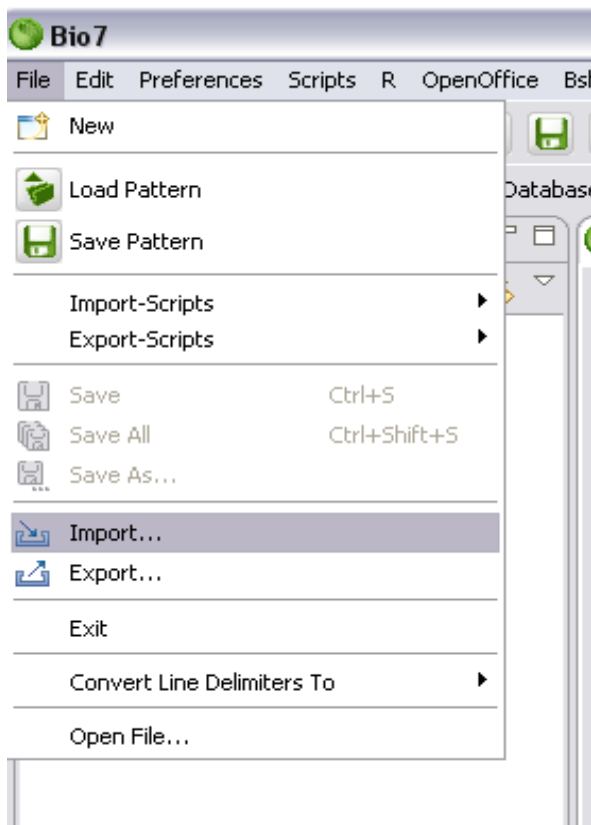 Bio7
File Edit Preferences Scripts R OpenOffice
New
Load Pattern
Database
Save Pattern
Import-Scripts
Export-Scripts
Save Ctrl+S
Save All Ctrl+Shift+S
Save As...
Import...
Export...
Exit
Convert Line Delimiters To
Open File...